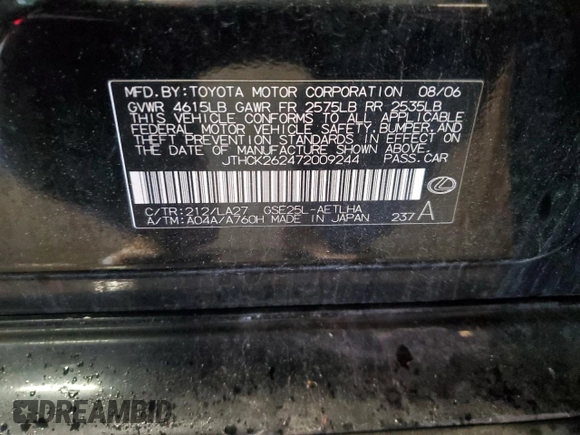 MFD.BY:TOYOTA MOTOR CORPORATION 08/06
GVWR 4615LB GAWR FR 2575LB RR 2535LB
THIS VEHICLE CONFORMS TO ALL APPLICABLE
FEDERAL MOTOR VEHICLE SAFETY, BUMPER, AND
THEFT PREVENTION STANDARDS IN EFFECT ON
THE DATE OF MANUFACTURE SHOWN ABOVE.
JTHCK262472009244 PASS.CAR
C/TR:212/LA27 GSE25L-AETLHA
A/TM:A04A/A760H MADE IN JAPAN 237 A
DREAMBID